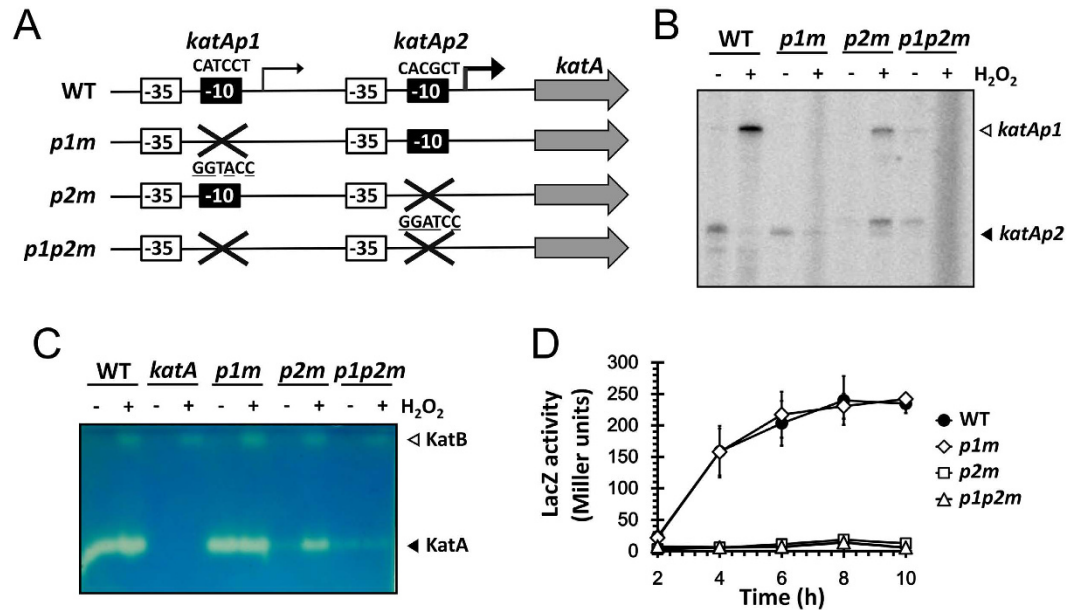 A
katAp1
katAp2
CATCCT
CACGCT
katA
WT
-35
-10
-35
-10
p1m
-35
-35
-10
GGTACC
p2m
-35
-10
-35
GGATCC
p1p2m
-35
-35
B
WT p1m p2m p1p2m
- + - + - + - + H₂O₂
katAp1
katAp2
C
WT katA p1m p2m p1p2m
- + - + - + - + - + H₂O₂
KatB
KatA
D
LacZ activity
(Miller units)
300
250
200
150
100
50
0
2 4 6 8 10
Time (h)
WT
p1m
p2m
p1p2m